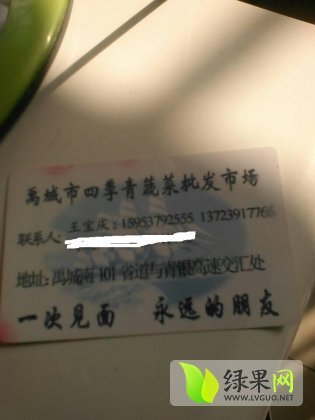 禹城市四季青蔬菜批发市场
联系人: 王宝庆: 15953792555 13723917766
地址: 禹城南101省道与青银高速交汇处
一次见面 永远的朋友
绿果网
WWW.LVGUO.NET